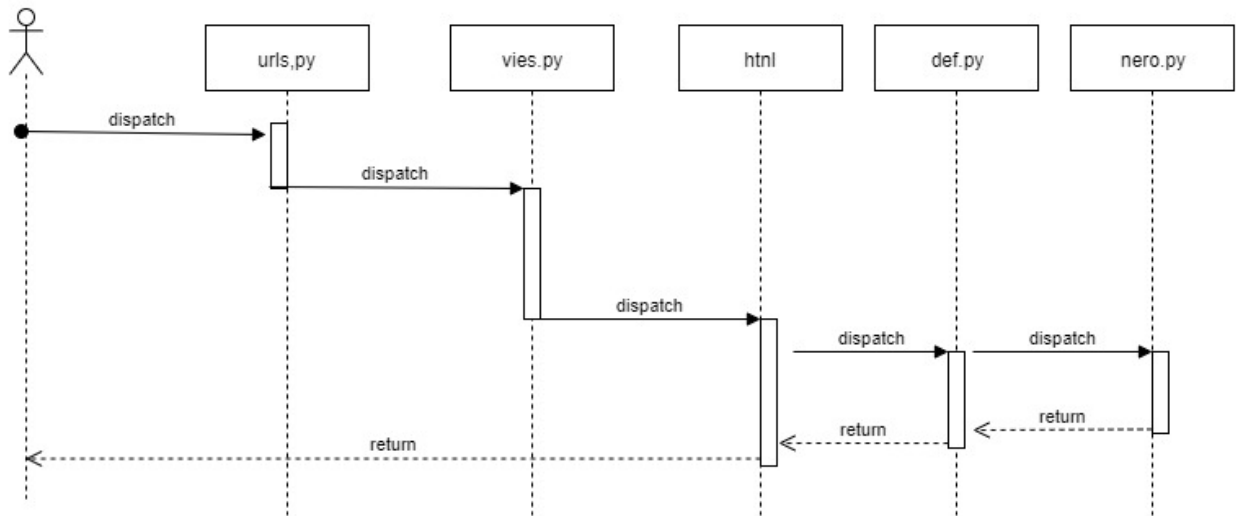 urls,py
vies.py
htnl
def.py
nero.py
dispatch
dispatch
dispatch
dispatch
dispatch
return
return
return